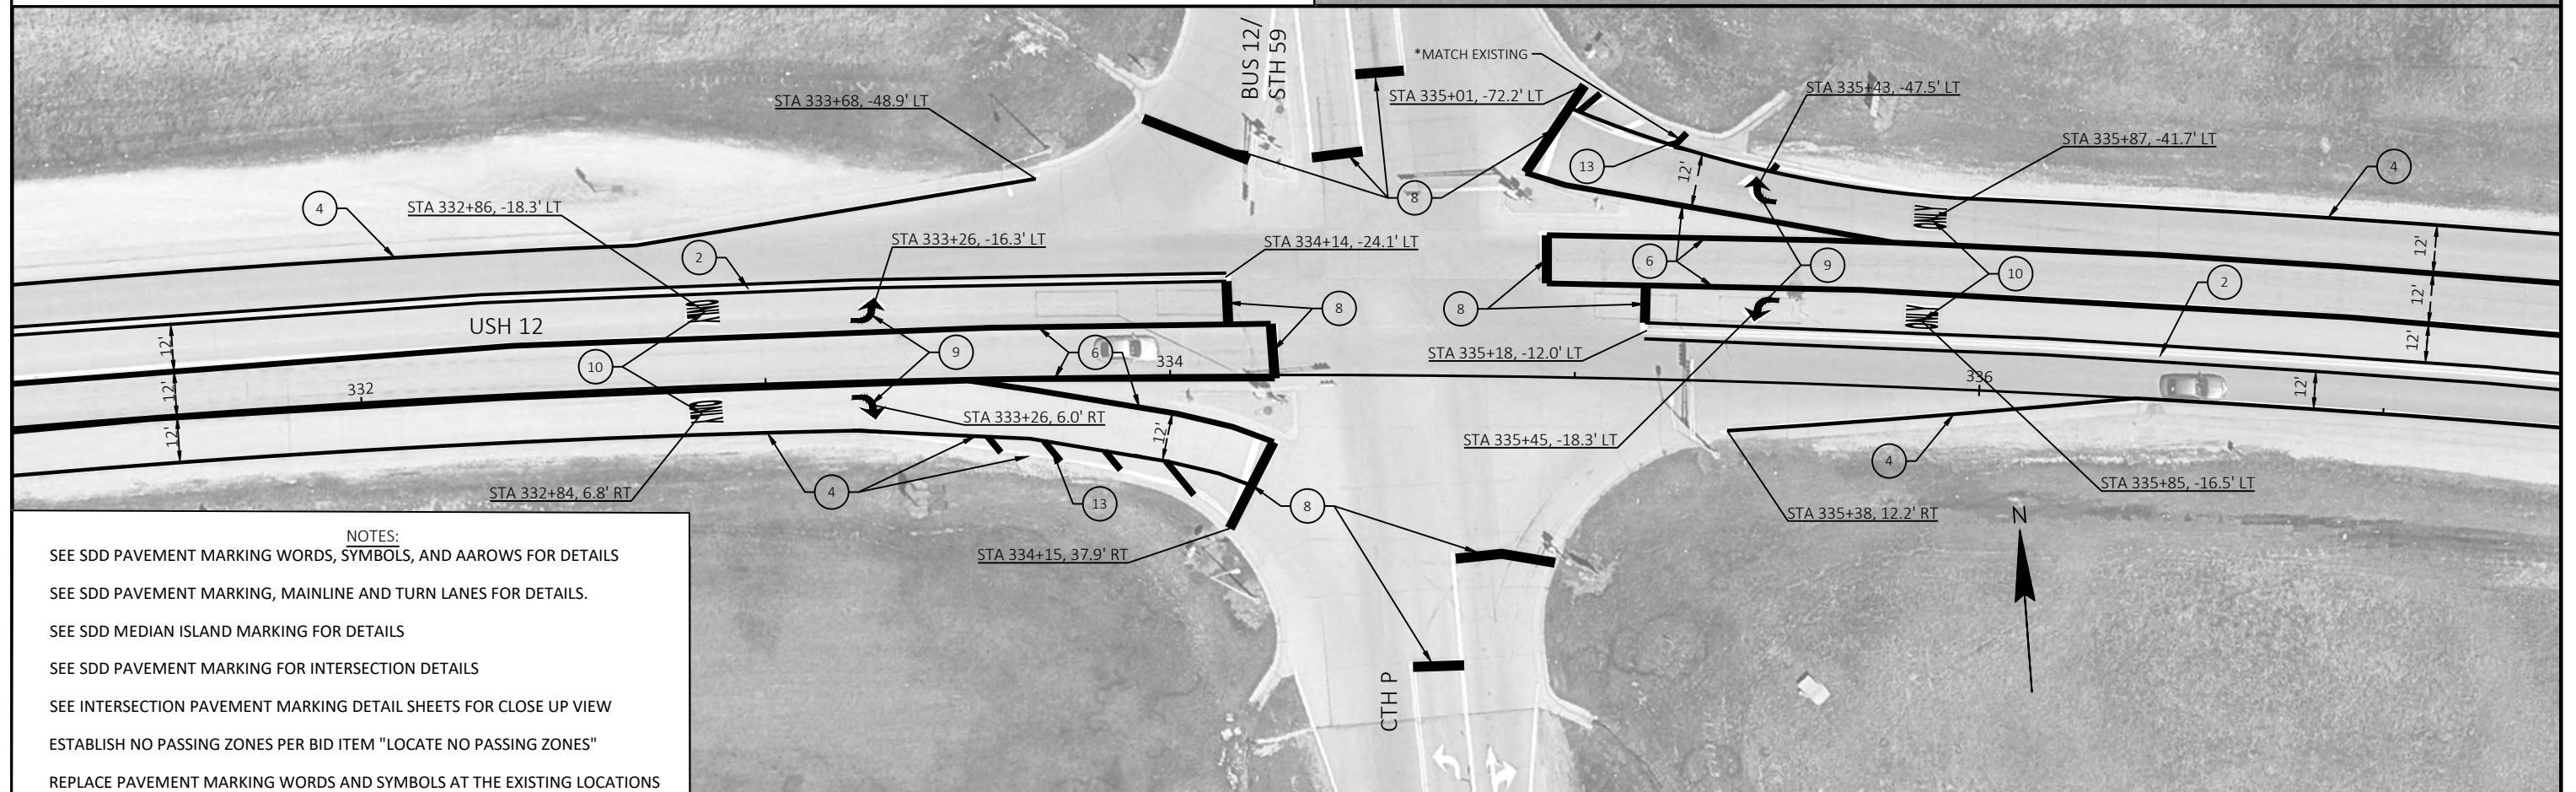 BUS 12/
STH 59
*MATCH EXISTING
STA 333+68, -48.9' LT
STA 335+01, -72.2' LT
STA 335+43, -47.5' LT
STA 335+87, -41.7' LT
13
12'
4
8
4
STA 332+86, -18.3' LT
STA 333+26, -16.3' LT
2
STA 334+14, -24.1' LT
6
9
10
12'
2
12'
8
8
USH 12
12'
10
9
6
334
STA 335+18, -12.0' LT
12'
336
12'
332
12'
12'
STA 333+26, 6.0' RT
12'
STA 335+45, -18.3' LT
4
STA 332+84, 6.8' RT
4
13
8
STA 335+85, -16.5' LT
STA 335+38, 12.2' RT
N
STA 334+15, 37.9' RT
CTH P
NOTES:
SEE SDD PAVEMENT MARKING WORDS, SYMBOLS, AND AAROWS FOR DETAILS
SEE SDD PAVEMENT MARKING, MAINLINE AND TURN LANES FOR DETAILS.
SEE SDD MEDIAN ISLAND MARKING FOR DETAILS
SEE SDD PAVEMENT MARKING FOR INTERSECTION DETAILS
SEE INTERSECTION PAVEMENT MARKING DETAIL SHEETS FOR CLOSE UP VIEW
ESTABLISH NO PASSING ZONES PER BID ITEM "LOCATE NO PASSING ZONES"
REPLACE PAVEMENT MARKING WORDS AND SYMBOLS AT THE EXISTING LOCATIONS